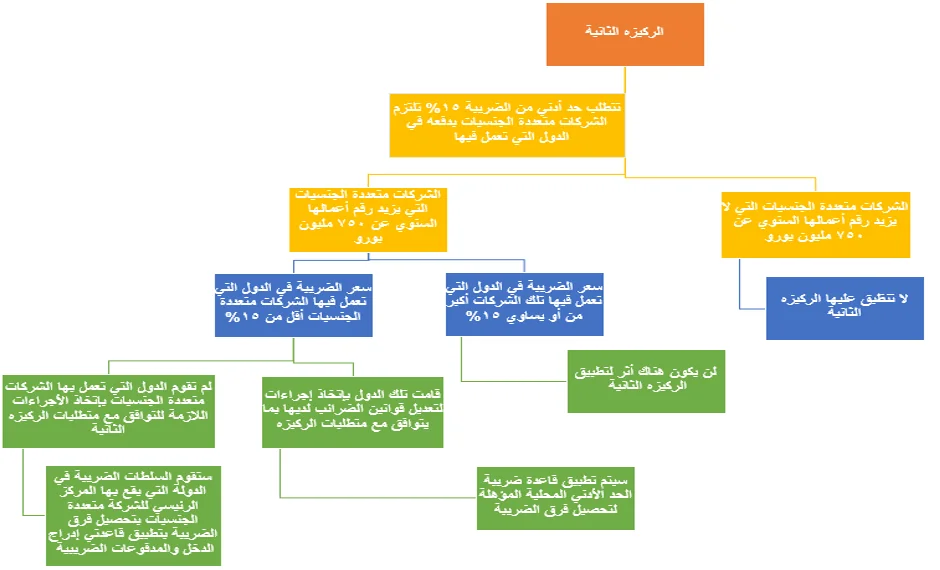 الركيزه الثانية
تتطلب حد أدني من الضريبة ١٥% تلتزم
الشركات متعددة الجنسيات بدفعه في
الدول التي تعمل فيها
الشركات متعددة الجنسيات التي لا
يزيد رقم أعمالها السنوي عن
٧٥٠ مليون يورو
الشركات متعددة الجنسيات
التي يزيد رقم أعمالها
السنوي عن ٧٥٠ مليون
يورو
لا تنطبق عليها الركيزه
الثانية
سعر الضريبة في الدول التي
تعمل فيها تلك الشركات أكبر
من أو يساوي ١٥%
سعر الضريبة في الدول التي
تعمل فيها الشركات متعددة
الجنسيات أقل من ١٥%
لن يكون هناك أثر لتطبيق
الركيزه الثانية
قامت تلك الدول بإتخاذ إجراءات
لتعديل قوانين الضرائب لديها بما
يتوافق مع متطلبات الركيزه
لم تقوم الدول التي تعمل بها الشركات
متعددة الجنسيات بإتخاذ الأجراءات
اللازمة للتوافق مع متطلبات الركيزه
الثانية
سيتم تطبيق قاعدة ضريبة
الحد الأدني المحلية المؤهلة
لتحصيل فرق الضريبة
ستقوم السلطات الضريبة في
الدولة التي يقع بها المركز
الرئيسي للشركة متعددة
الجنسيات بتحصيل فرق
الضريبة بتطبيق قاعدتي إدراج
الدخل والمدفوعات الضريبية